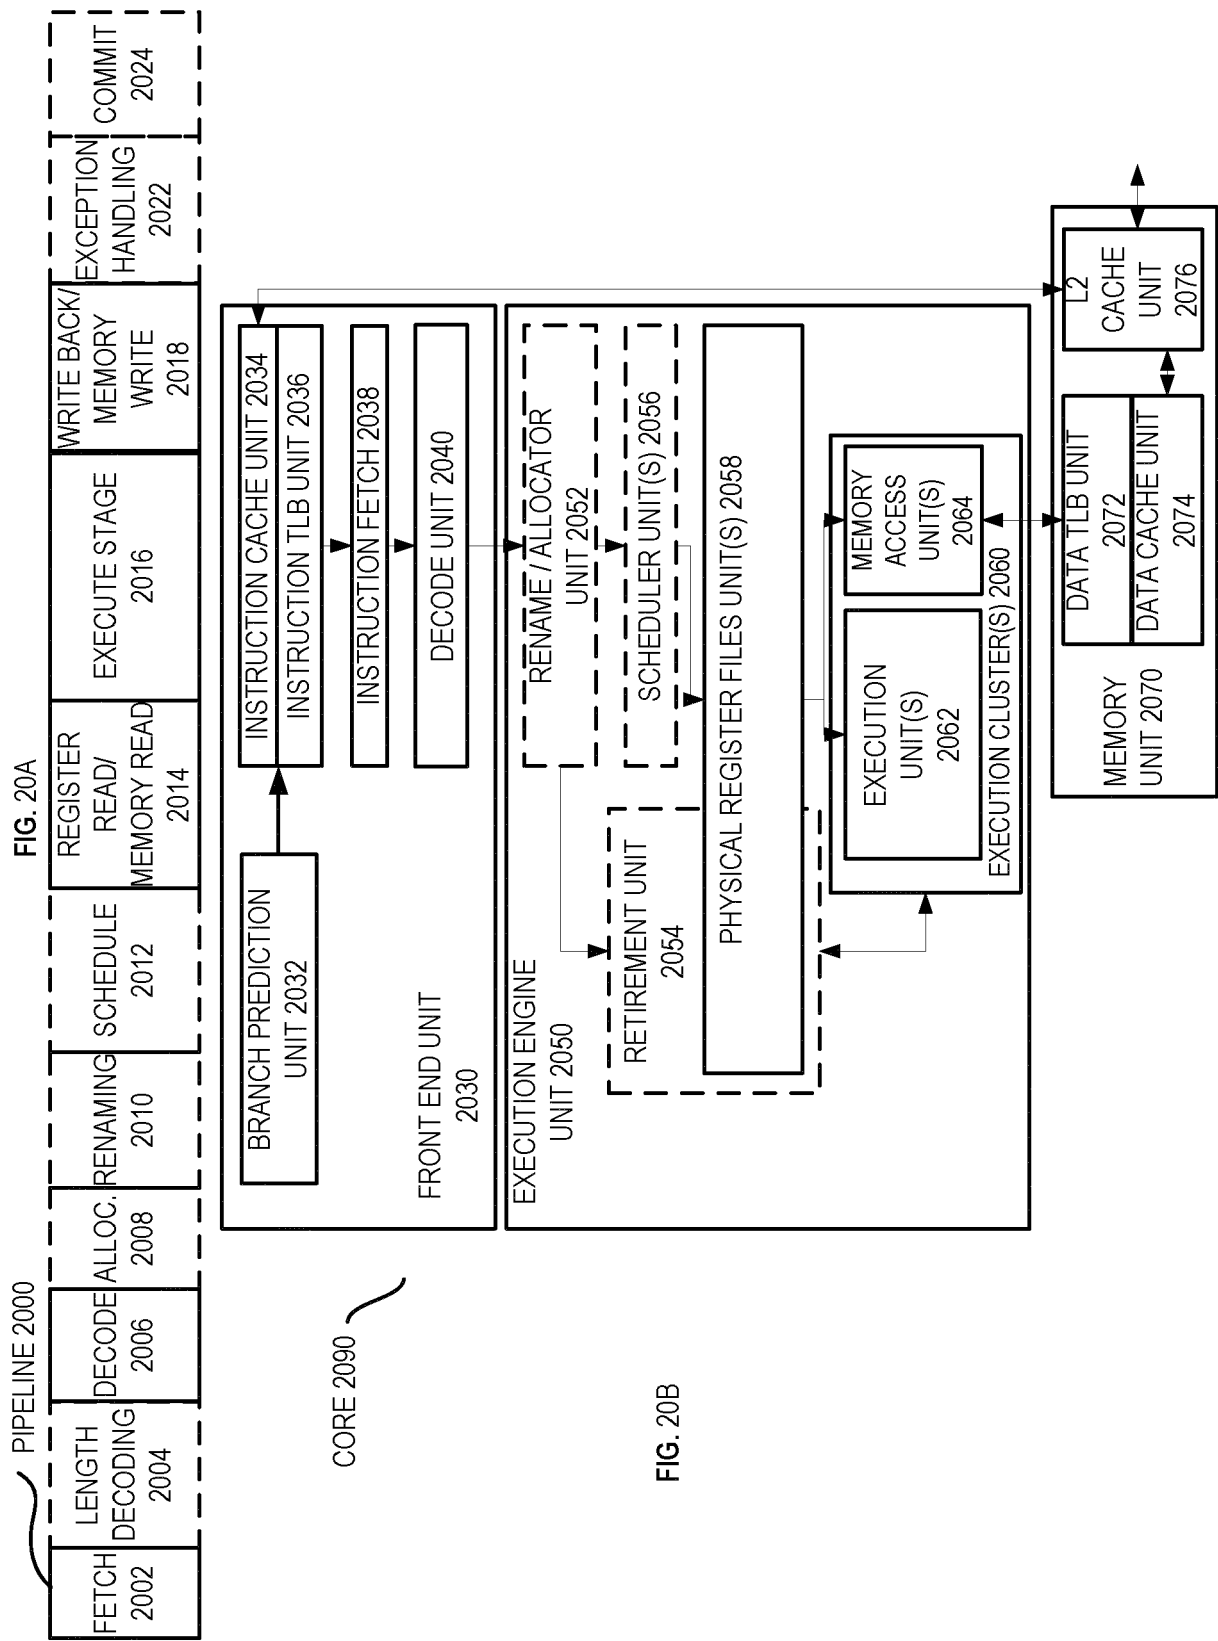 FIG. 20A
PIPELINE 2000
FETCH
2002
LENGTH
DECODING
2004
DECODE
2006
ALLOC.
2008
RENAMING
2010
SCHEDULE
2012
REGISTER
READ/
MEMORY READ
2014
EXECUTE STAGE
2016
WRITE BACK/
MEMORY
WRITE
2018
EXCEPTION
HANDLING
2022
COMMIT
2024
CORE 2090
FRONT END UNIT
2030
BRANCH PREDICTION
UNIT 2032
INSTRUCTION CACHE UNIT 2034
INSTRUCTION TLB UNIT 2036
INSTRUCTION FETCH 2038
DECODE UNIT 2040
EXECUTION ENGINE
UNIT 2050
RENAME / ALLOCATOR
UNIT 2052
SCHEDULER UNIT(S) 2056
RETIREMENT UNIT
2054
PHYSICAL REGISTER FILES UNIT(S) 2058
EXECUTION
UNIT(S)
2062
MEMORY
ACCESS
UNIT(S)
2064
EXECUTION CLUSTER(S) 2060
MEMORY
UNIT 2070
DATA TLB UNIT
2072
DATA CACHE UNIT
2074
L2
CACHE
UNIT
2076
FIG. 20B